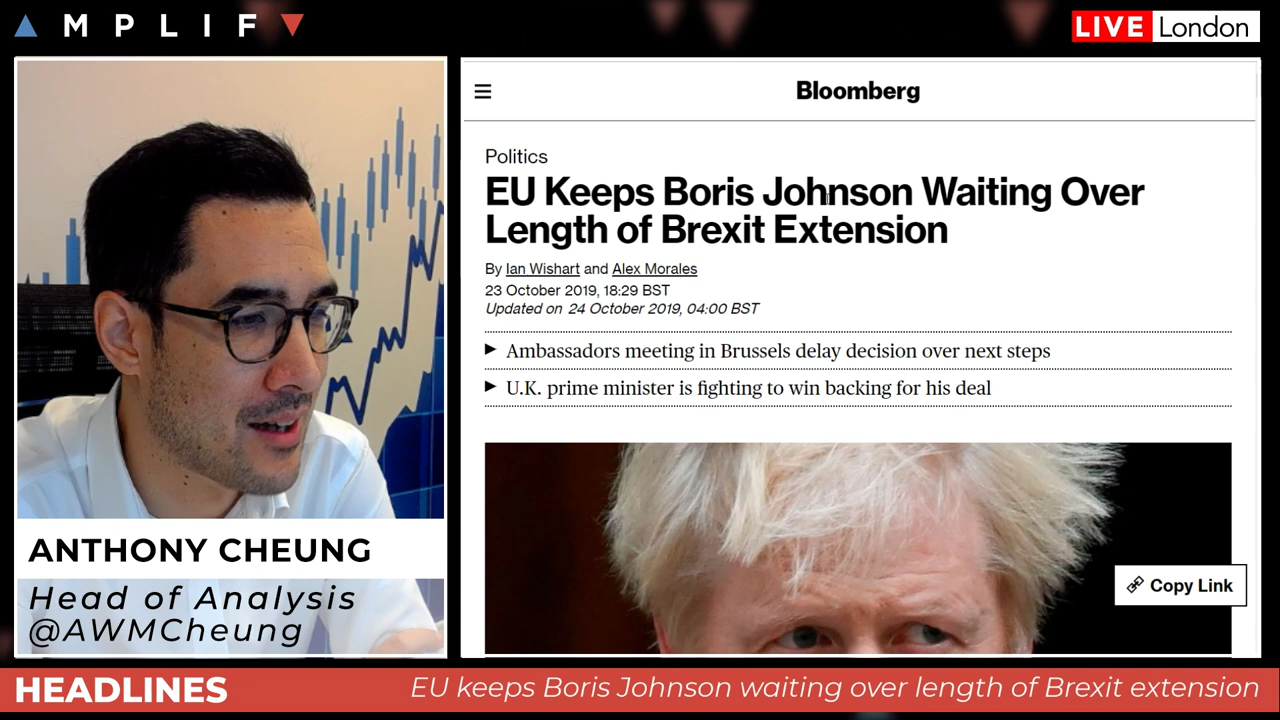 ▲ M P L I F ▼
LIVE London
Bloomberg
Politics
EU Keeps Boris Johnson Waiting Over
Length of Brexit Extension
By Ian Wishart and Alex Morales
23 October 2019, 18:29 BST
Updated on 24 October 2019, 04:00 BST
Ambassadors meeting in Brussels delay decision over next steps
U.K. prime minister is fighting to win backing for his deal
Copy Link
ANTHONY CHEUNG
Head of Analysis
@AWMCheung
HEADLINES
EU keeps Boris Johnson waiting over length of Brexit extension